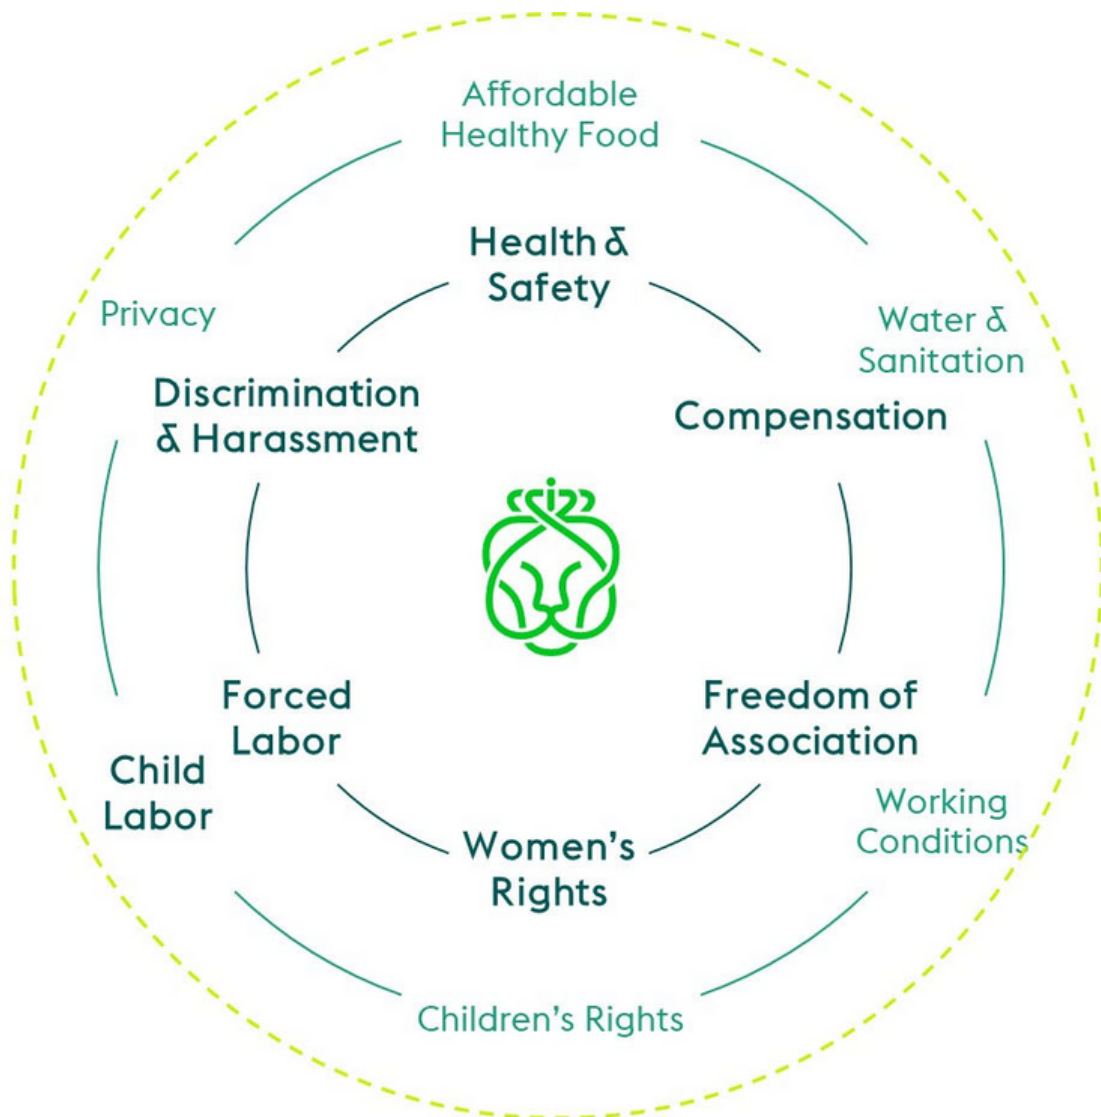 Affordable
Healthy Food
Health &
Safety
Privacy
Water &
Sanitation
Discrimination
& Harassment
Compensation
Forced
Labor
Freedom of
Association
Child
Labor
Working
Conditions
Women's
Rights
Children's Rights